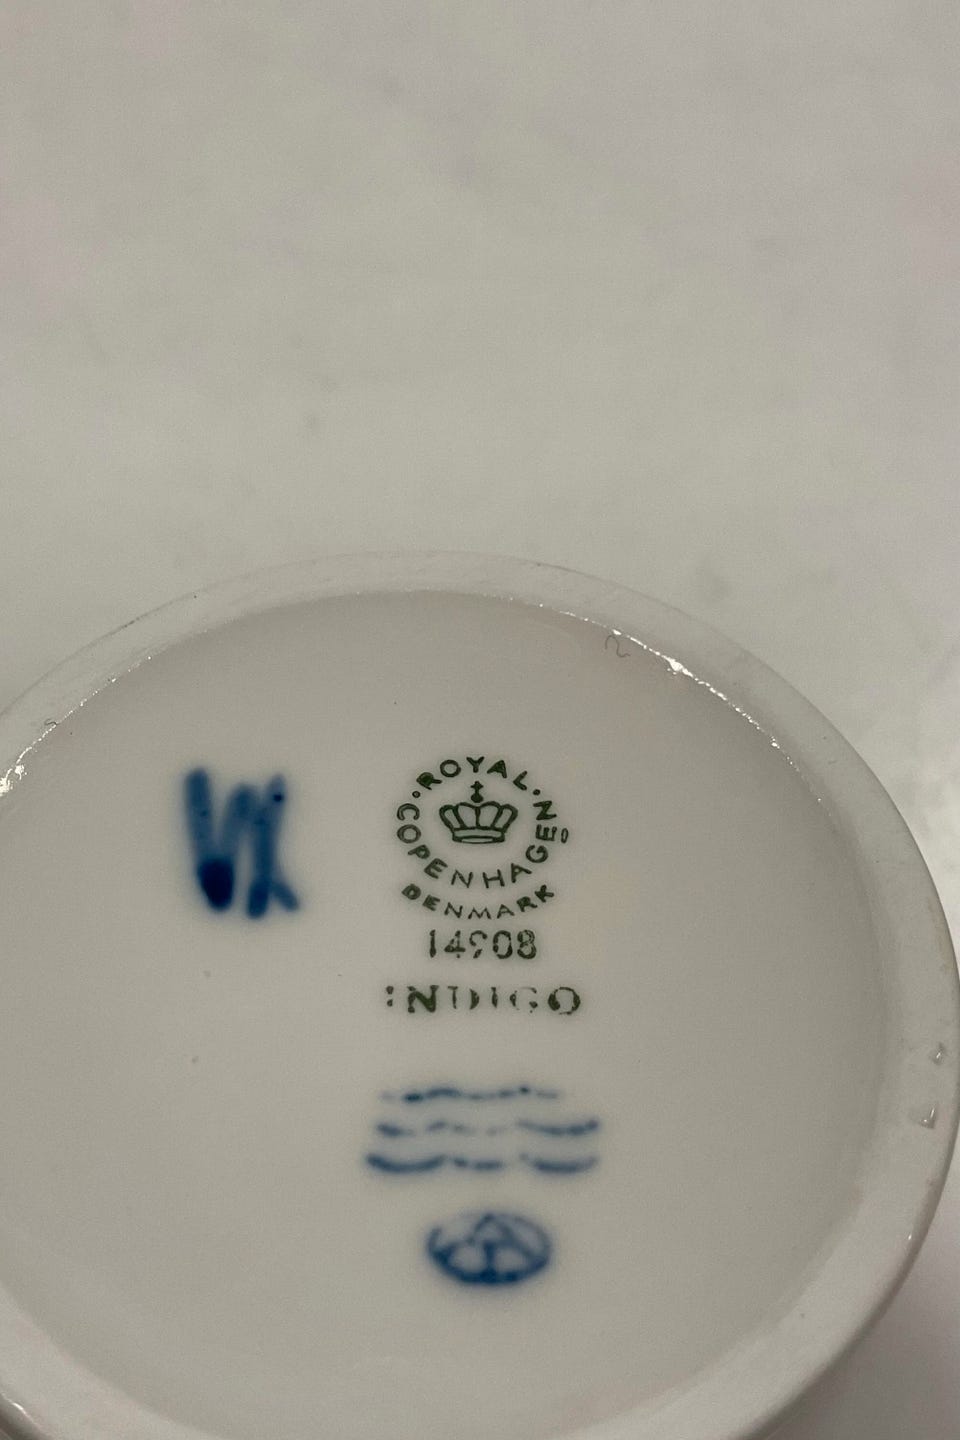 ROYAL
COPENHAGEN
DENMARK
14908
INDIGO